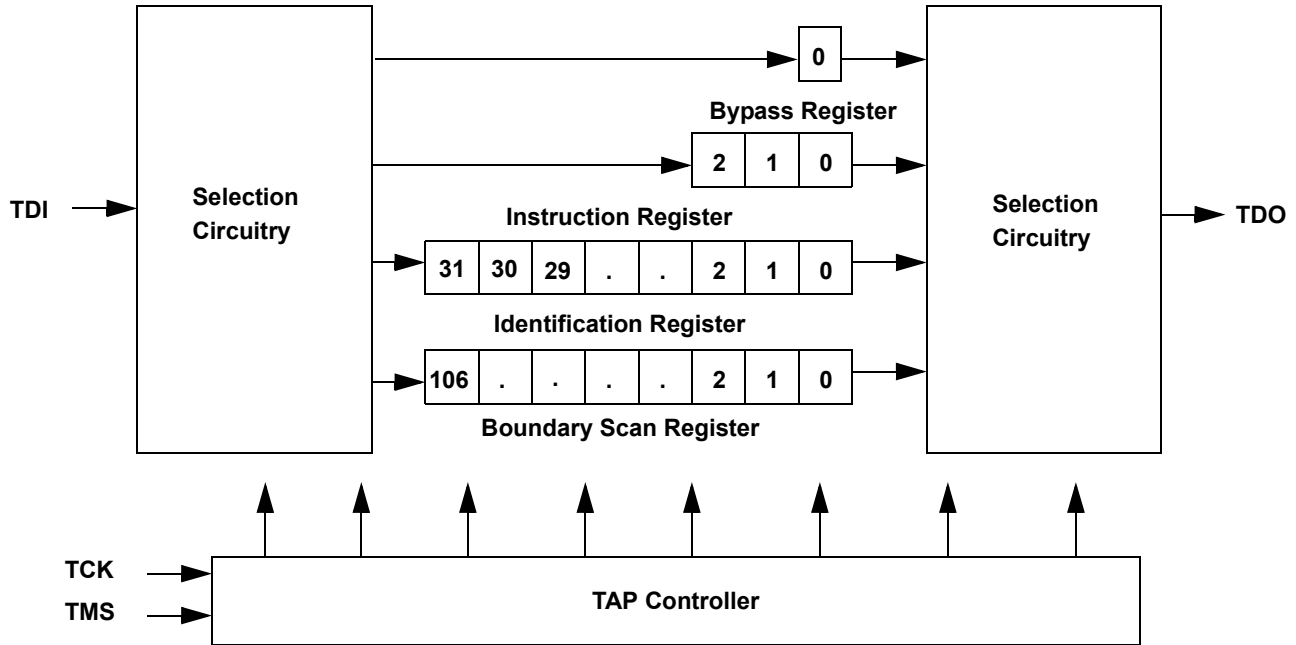 0
Bypass Register
2 1 0
TDI
Selection
Circuitry
Selection
Circuitry
TDO
Instruction Register
31 30 29 . . 2 1 0
Identification Register
106 . . . . 2 1 0
Boundary Scan Register
TCK
TMS
TAP Controller